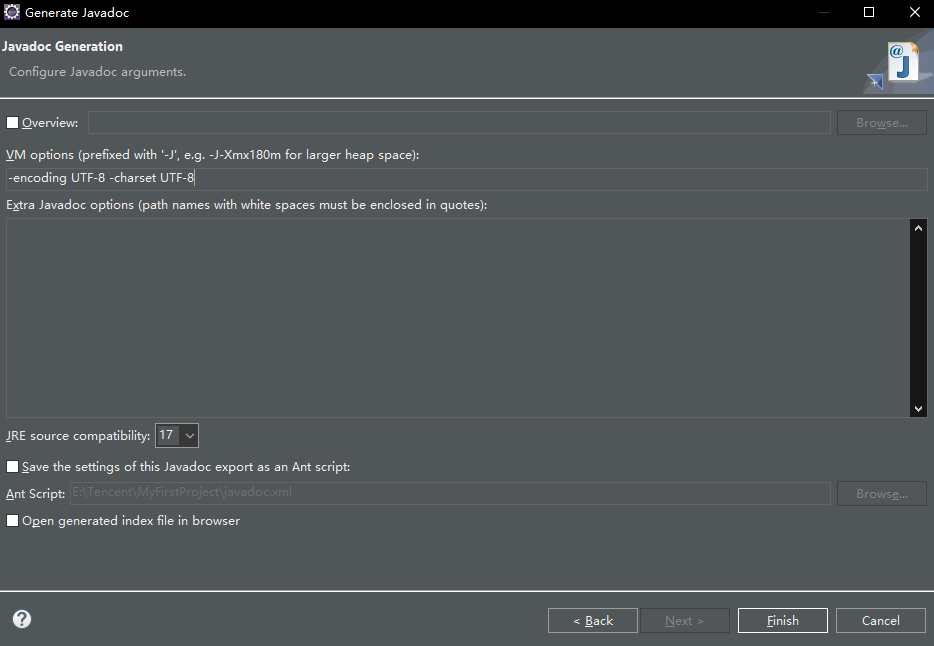 Generate Javadoc
Javadoc Generation
Configure Javadoc arguments.
Overview: Browse...
VM options (prefixed with '-J', e.g. -J-Xmx180m for larger heap space):
-encoding UTF-8 -charset UTF-8
Extra Javadoc options (path names with white spaces must be enclosed in quotes):
JRE source compatibility: 17
Save the settings of this Javadoc export as an Ant script:
Ant Script: E:\Tencent\MyFirstProject\javadoc.xml Browse...
Open generated index file in browser
< Back Next > Finish Cancel